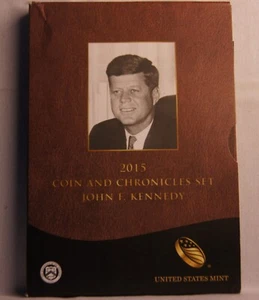 2015
COIN AND CHRONICLES SET
JOHN F. KENNEDY
UNITED STATES MINT